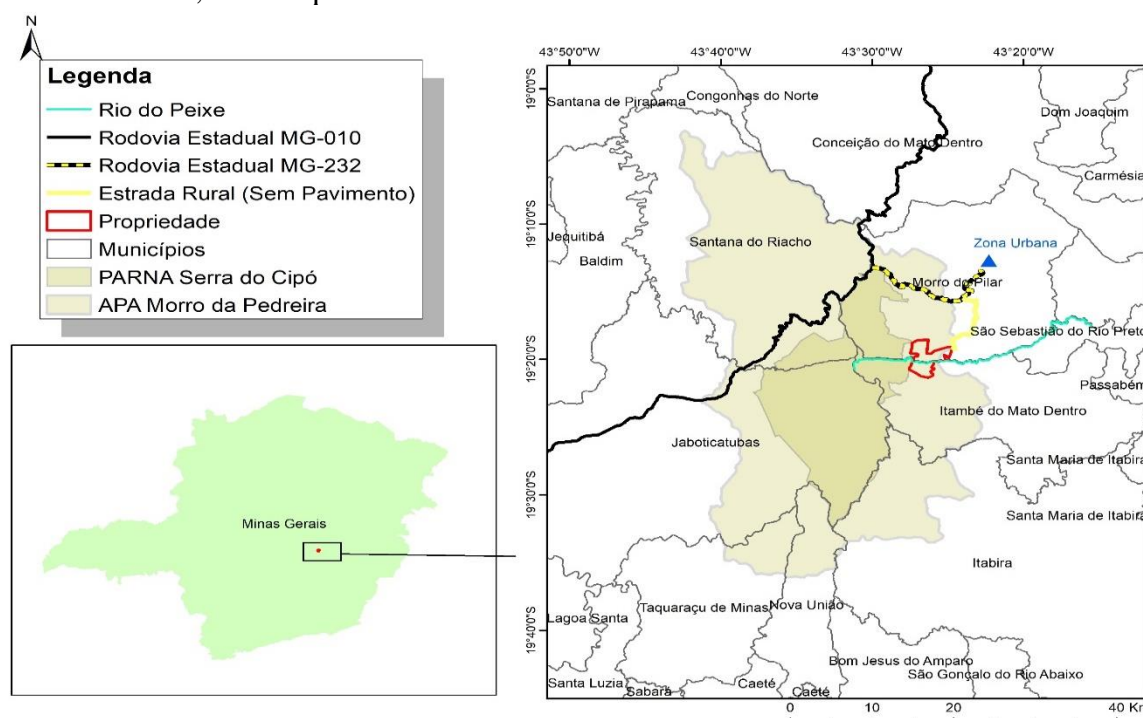 N
Legenda
Rio do Peixe
Rodovia Estadual MG-010
Rodovia Estadual MG-232
Estrada Rural (Sem Pavimento)
Propriedade
Municípios
PARNA Serra do Cipó
APA Morro da Pedreira
Minas Gerais
43°50'0"W 43°40'0"W 43°30'0"W 43°20'0"W
19°0'0"S
19°10'0"S
19°20'0"S
19°30'0"S
19°40'0"S
Santana de Pirapama
Congonhas do Norte
Dom Joaquim
Conceição do Mato Dentro
Carmésia
Jequitibá
Baldim
Santana do Riacho
Zona Urbana
Morro do Pilar
São Sebastião do Rio Preto
Passabém
Itambé do Mato Dentro
Jaboticatubas
Santa Maria de Itabira
Santa Maria de Itabira
Itabira
Taquaraçu de Minas
Nova União
Lagoa Santa
Bom Jesus do Amparo
São Gonçalo do Rio Abaixo
Santa Luzia
Sabará
Caeté
Caeté
0 10 20 40 Km